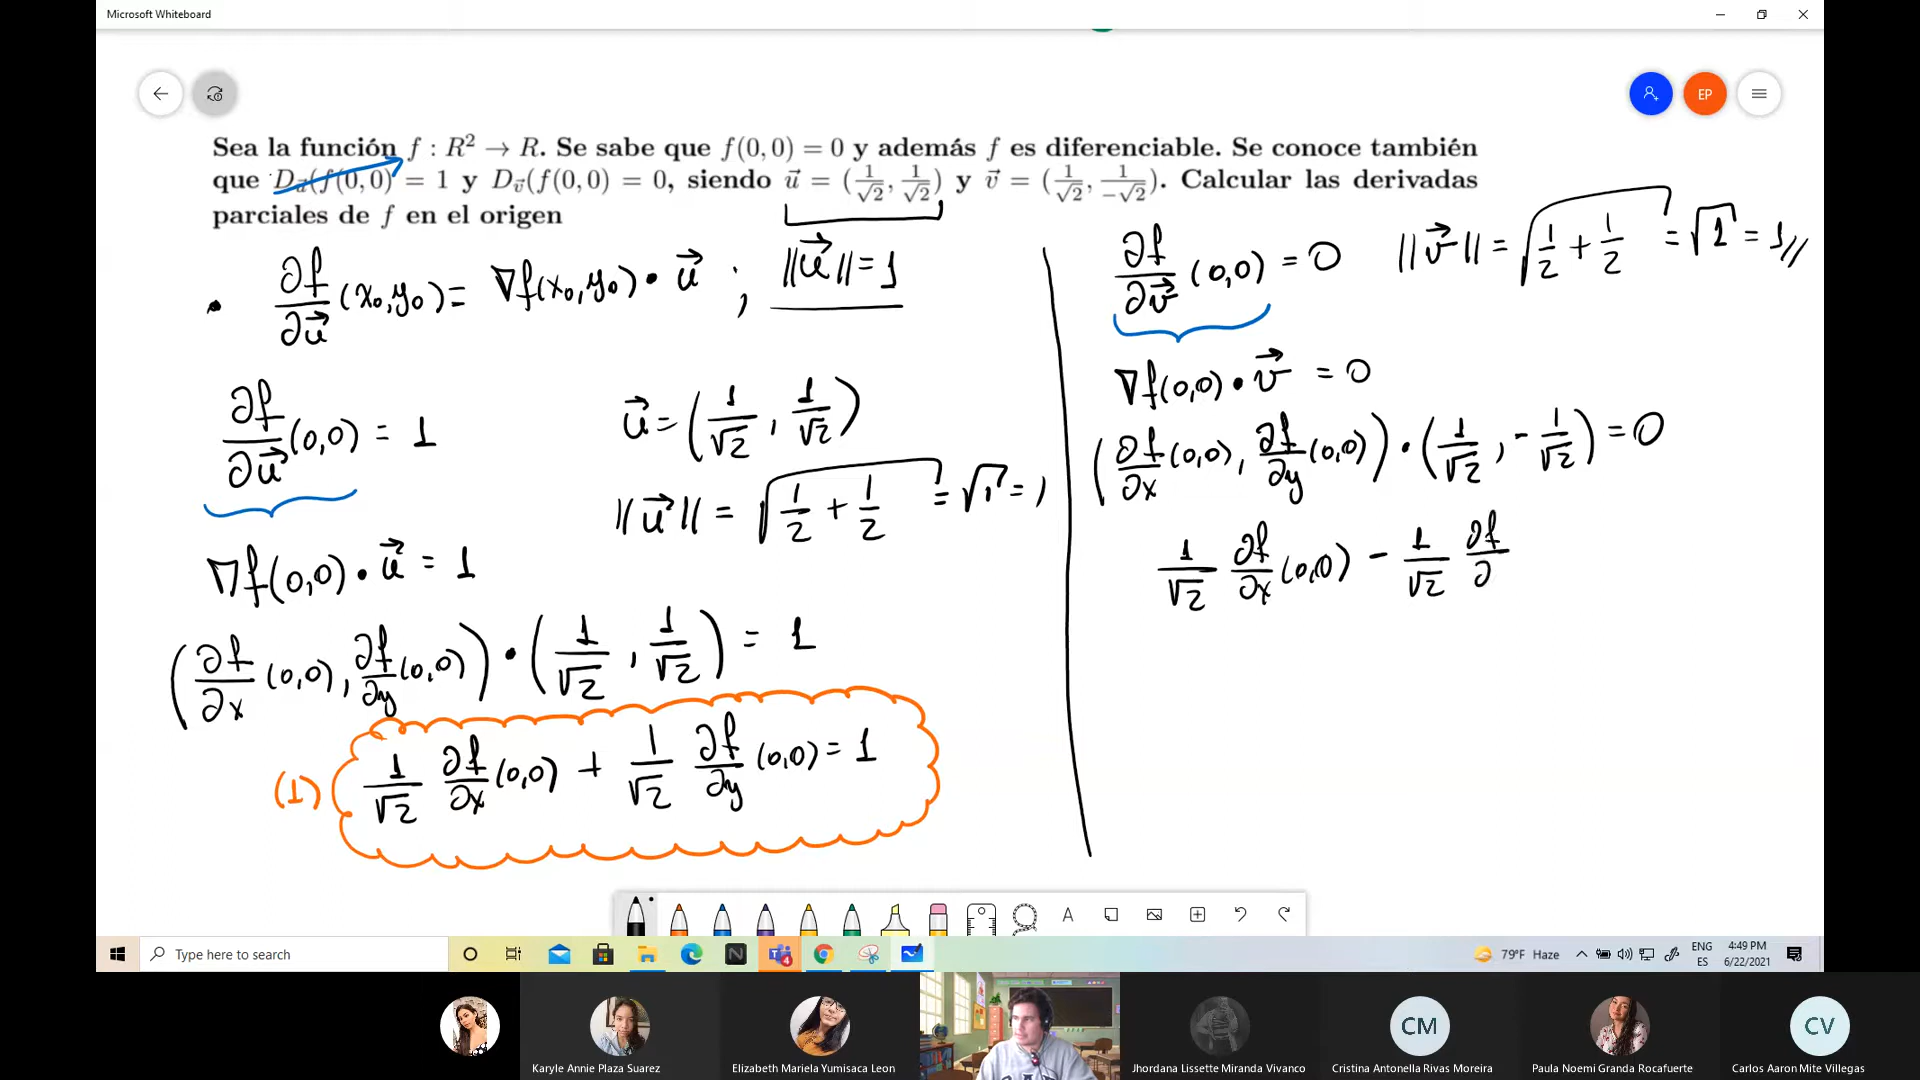 Microsoft Whiteboard
EP
Sea la función f : R² → R. Se sabe que f(0,0) = 0 y además f es diferenciable. Se conoce también
que D_u⃗(f(0,0) = 1 y D_v⃗(f(0,0) = 0, siendo u⃗ = (1/√2, 1/√2) y v⃗ = (1/√2, 1/-√2). Calcular las derivadas
parciales de f en el origen
• ∂f/∂u⃗ (x₀,y₀) = ∇f(x₀,y₀) • u⃗ ; ||u⃗|| = 1
∂f/∂u⃗ (0,0) = 1
u⃗ = (1/√2, 1/√2)
||u⃗|| = √(1/2 + 1/2) = √1 = 1
∇f(0,0) • u⃗ = 1
(∂f/∂x (0,0), ∂f/∂y (0,0)) • (1/√2, 1/√2) = 1
(1) 1/√2 ∂f/∂x (0,0) + 1/√2 ∂f/∂y (0,0) = 1
∂f/∂v⃗ (0,0) = 0
||v⃗|| = √(1/2 + 1/2) = √1 = 1//
∇f(0,0) • v⃗ = 0
(∂f/∂x (0,0), ∂f/∂y (0,0)) • (1/√2, -1/√2) = 0
1/√2 ∂f/∂x (0,0) - 1/√2 ∂f/∂
A
Type here to search
4
N
79°F Haze
ENG
ES
4:49 PM
6/22/2021
Karyle Annie Plaza Suarez
Elizabeth Mariela Yumisaca Leon
Jhordana Lissette Miranda Vivanco
CM
Cristina Antonella Rivas Moreira
Paula Noemi Granda Rocafuerte
CV
Carlos Aaron Mite Villegas